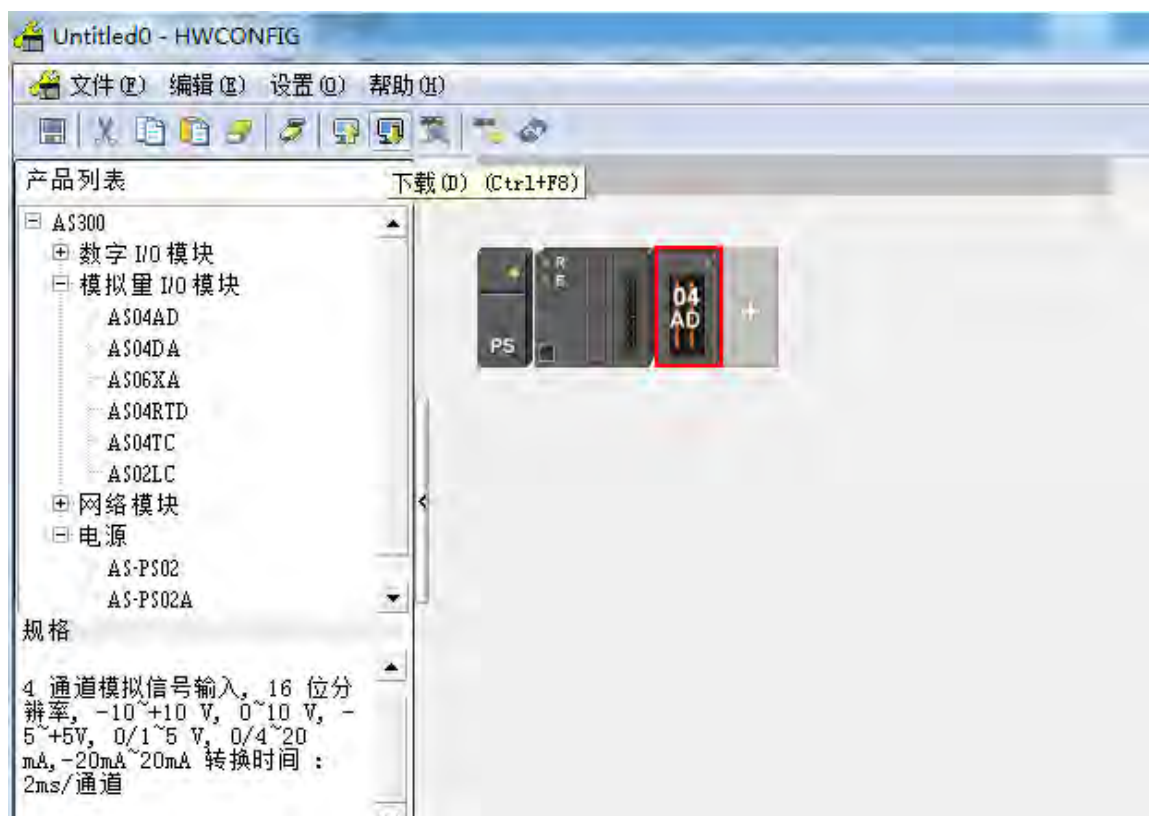 Untitled0 - HWCONFIG
文件(F) 编辑(E) 设置(O) 帮助(H)
产品列表
下载(D) (Ctrl+F8)
AS300
数字 I/O 模块
模拟量 I/O 模块
AS04AD
AS04DA
AS06XA
AS04RTD
AS04TC
AS02LC
网络模块
电源
AS-PS02
AS-PS02A
R
E
04
AD
+
PS
规格
4 通道模拟信号输入, 16 位分
辨率, -10~+10 V, 0~10 V, -
5~+5V, 0/1~5 V, 0/4~20
mA,-20mA~20mA 转换时间 :
2ms/通道